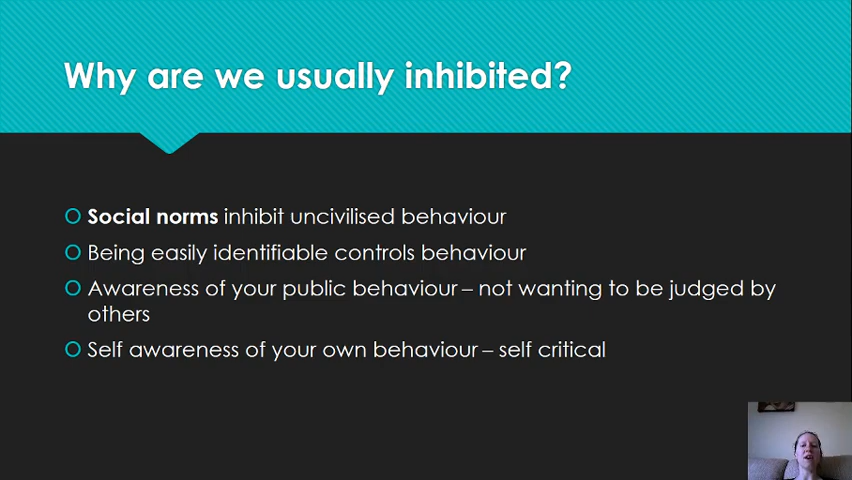 Why are we usually inhibited?
Social norms inhibit uncivilised behaviour
Being easily identifiable controls behaviour
Awareness of your public behaviour – not wanting to be judged by
others
Self awareness of your own behaviour – self critical